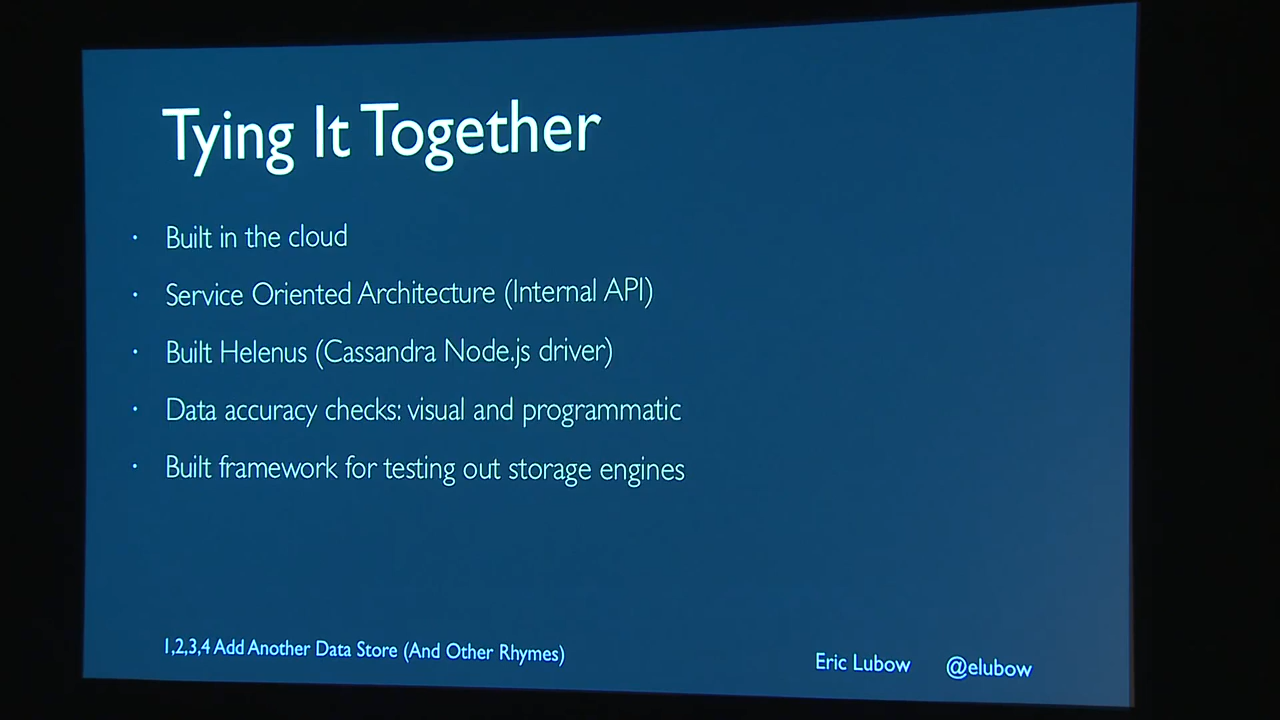 Tying It Together
· Built in the cloud
· Service Oriented Architecture (Internal API)
· Built Helenus (Cassandra Node.js driver)
· Data accuracy checks: visual and programmatic
· Built framework for testing out storage engines
1,2,3,4 Add Another Data Store (And Other Rhymes)
Eric Lubow @elubow